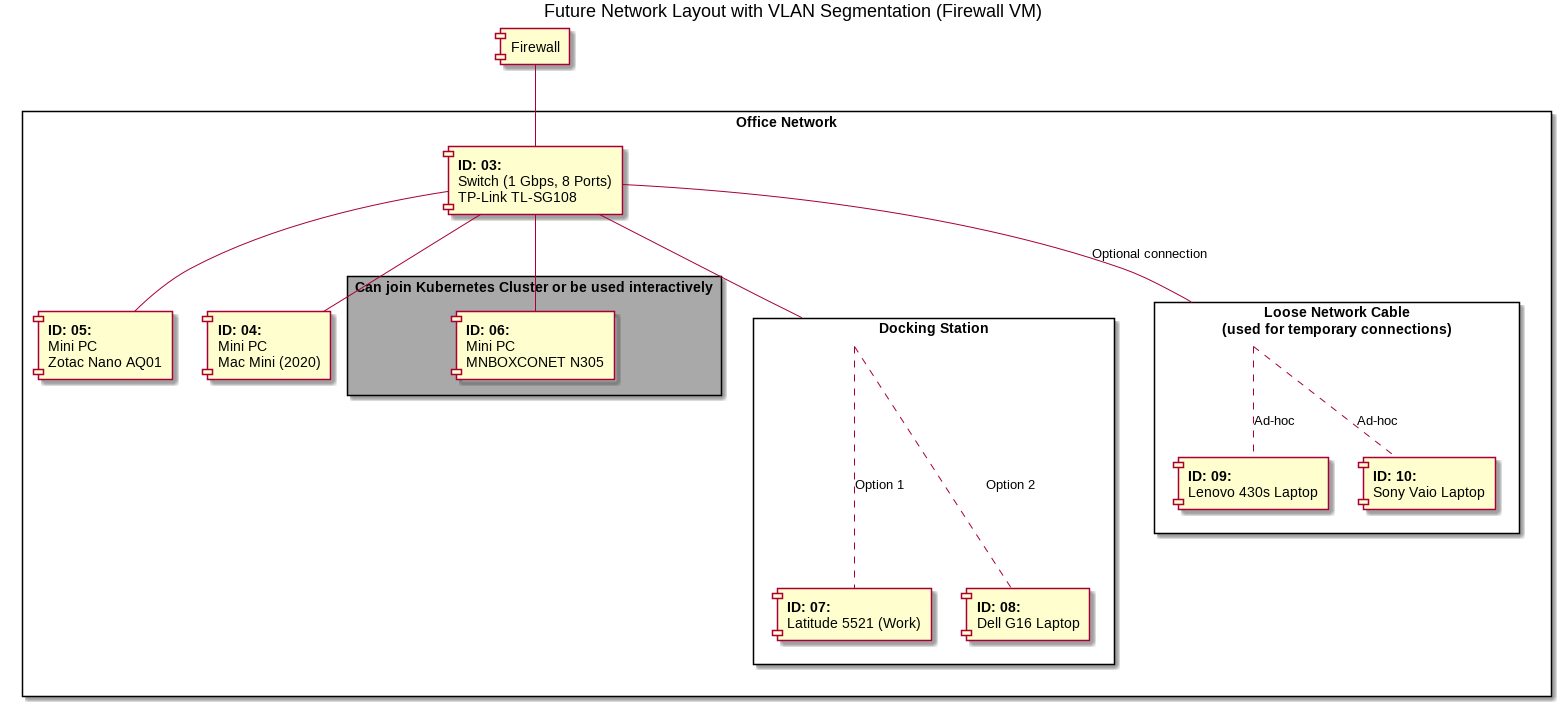 Future Network Layout with VLAN Segmentation (Firewall VM)
Firewall
Office Network
ID: 03:
Switch (1 Gbps, 8 Ports)
TP-Link TL-SG108
Optional connection
Can join Kubernetes Cluster or be used interactively
ID: 05:
Mini PC
Zotac Nano AQ01
ID: 04:
Mini PC
Mac Mini (2020)
ID: 06:
Mini PC
MNBOXCONET N305
Docking Station
Option 1
Option 2
ID: 07:
Latitude 5521 (Work)
ID: 08:
Dell G16 Laptop
Loose Network Cable
(used for temporary connections)
Ad-hoc
Ad-hoc
ID: 09:
Lenovo 430s Laptop
ID: 10:
Sony Vaio Laptop